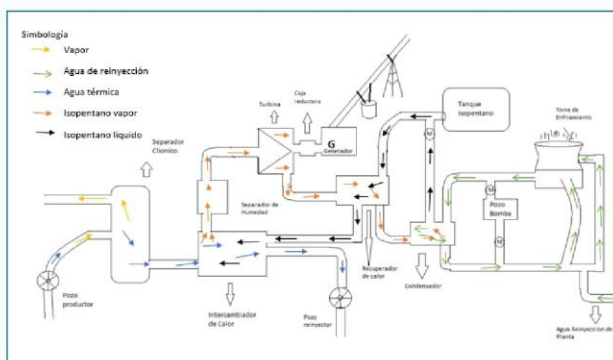 Simbología
Vapor
Agua de reinyección
Agua térmica
Isopentano vapor
Isopentano líquido
Separador
Cliónico
Turbina
Caja
reductora
G
Generador
Tanque
Isopentano
Torre de
Enfriamiento
M
Separador de
Humedad
M
Pozo
Bomba
M
Recuperador
de calor
Condensador
Pozo
productor
Intercambiador
de Calor
Pozo
reinyector
Agua Reinyeccion de
Planta